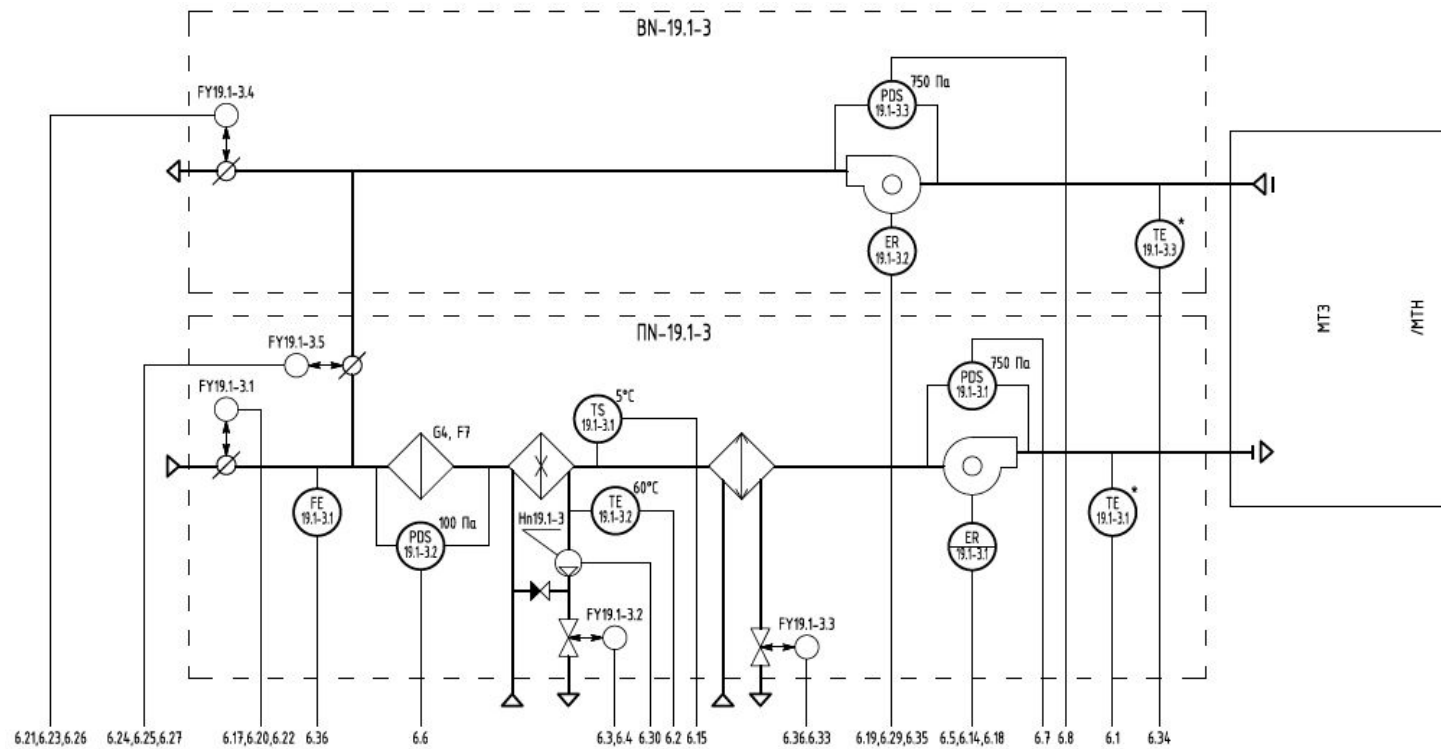 BN-19.1-3
FY19.1-3.4
PDS
19.1-3.3
750 Па
ER
19.1-3.2
TE
19.1-3.3
*
МТЗ
/МТН
ПN-19.1-3
FY19.1-3.5
FY19.1-3.1
G4, F7
TS
19.1-3.1
5°C
PDS
19.1-3.1
750 Па
FE
19.1-3.1
PDS
19.1-3.2
100 Па
Нп19.1-3
TE
19.1-3.2
60°C
ER
19.1-3.1
TE
19.1-3.1
*
FY19.1-3.2
FY19.1-3.3
6.21,6.23,6.26 6.24,6.25,6.27 6.17,6.20,6.22 6.36 6.6 6.3,6.4 6.30 6.2 6.15 6.36,6.33 6.19,6.29,6.35 6.5,6.14,6.18 6.7 6.8 6.1 6.34